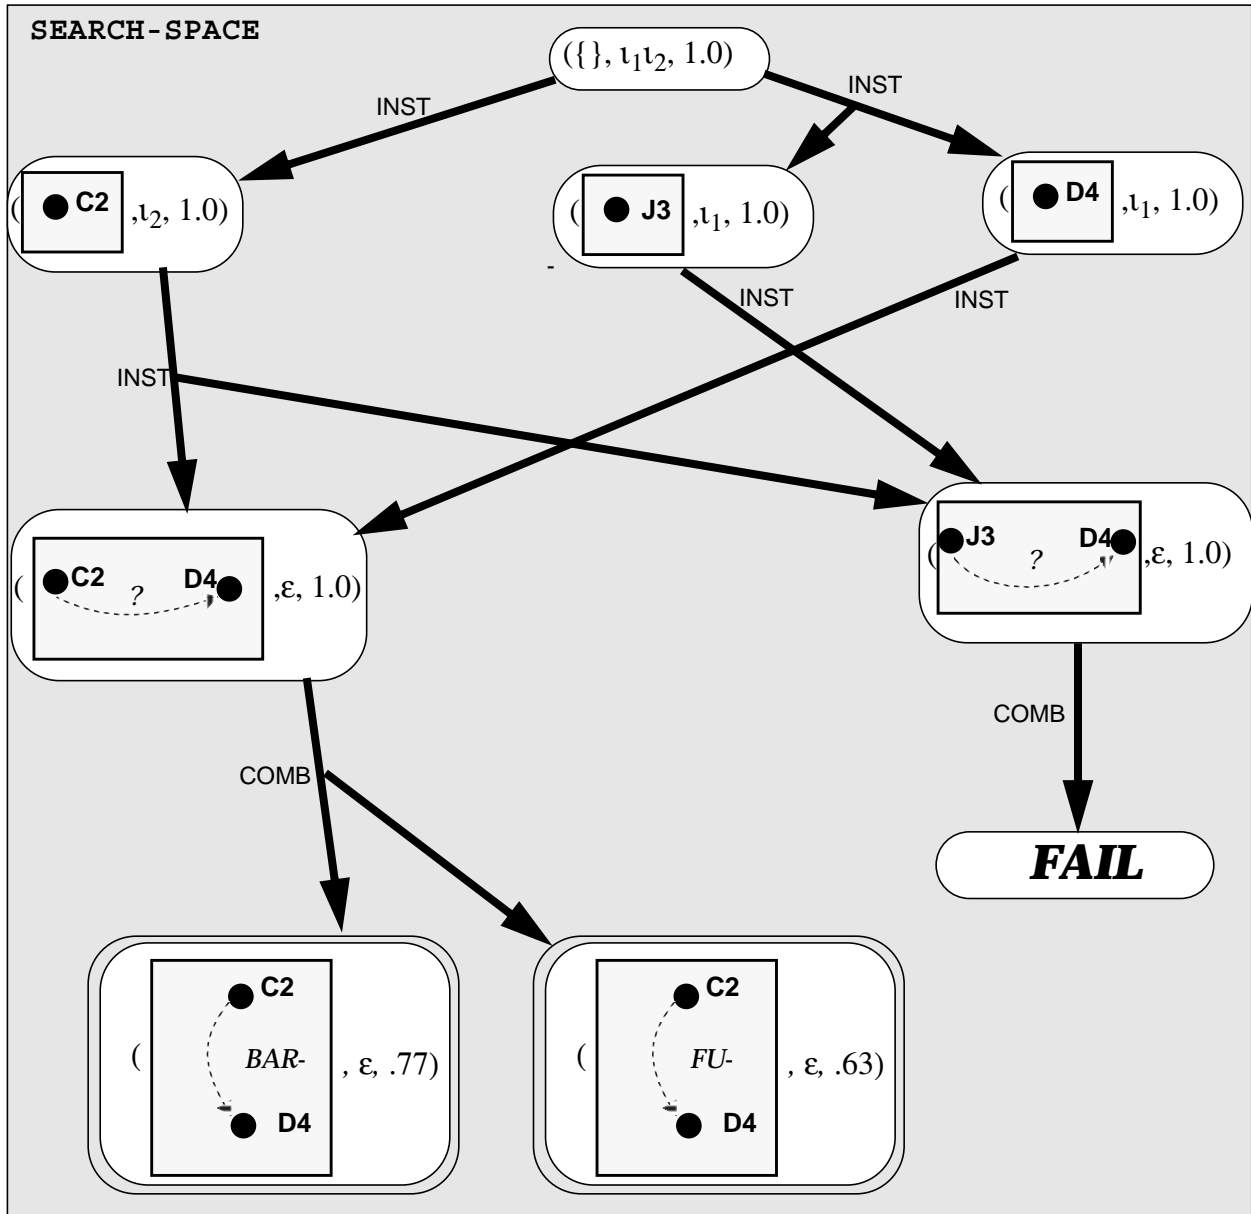 SEARCH-SPACE
({}, ι₁ι₂, 1.0)
INST
INST
( C2 ,ι₂, 1.0)
( J3 ,ι₁, 1.0)
( D4 ,ι₁, 1.0)
-
INST
INST
INST
( C2 ? D4 ,ε, 1.0)
( J3 ? D4 ,ε, 1.0)
COMB
COMB
FAIL
C2
( BAR- , ε, .77)
D4
C2
( FU- , ε, .63)
D4